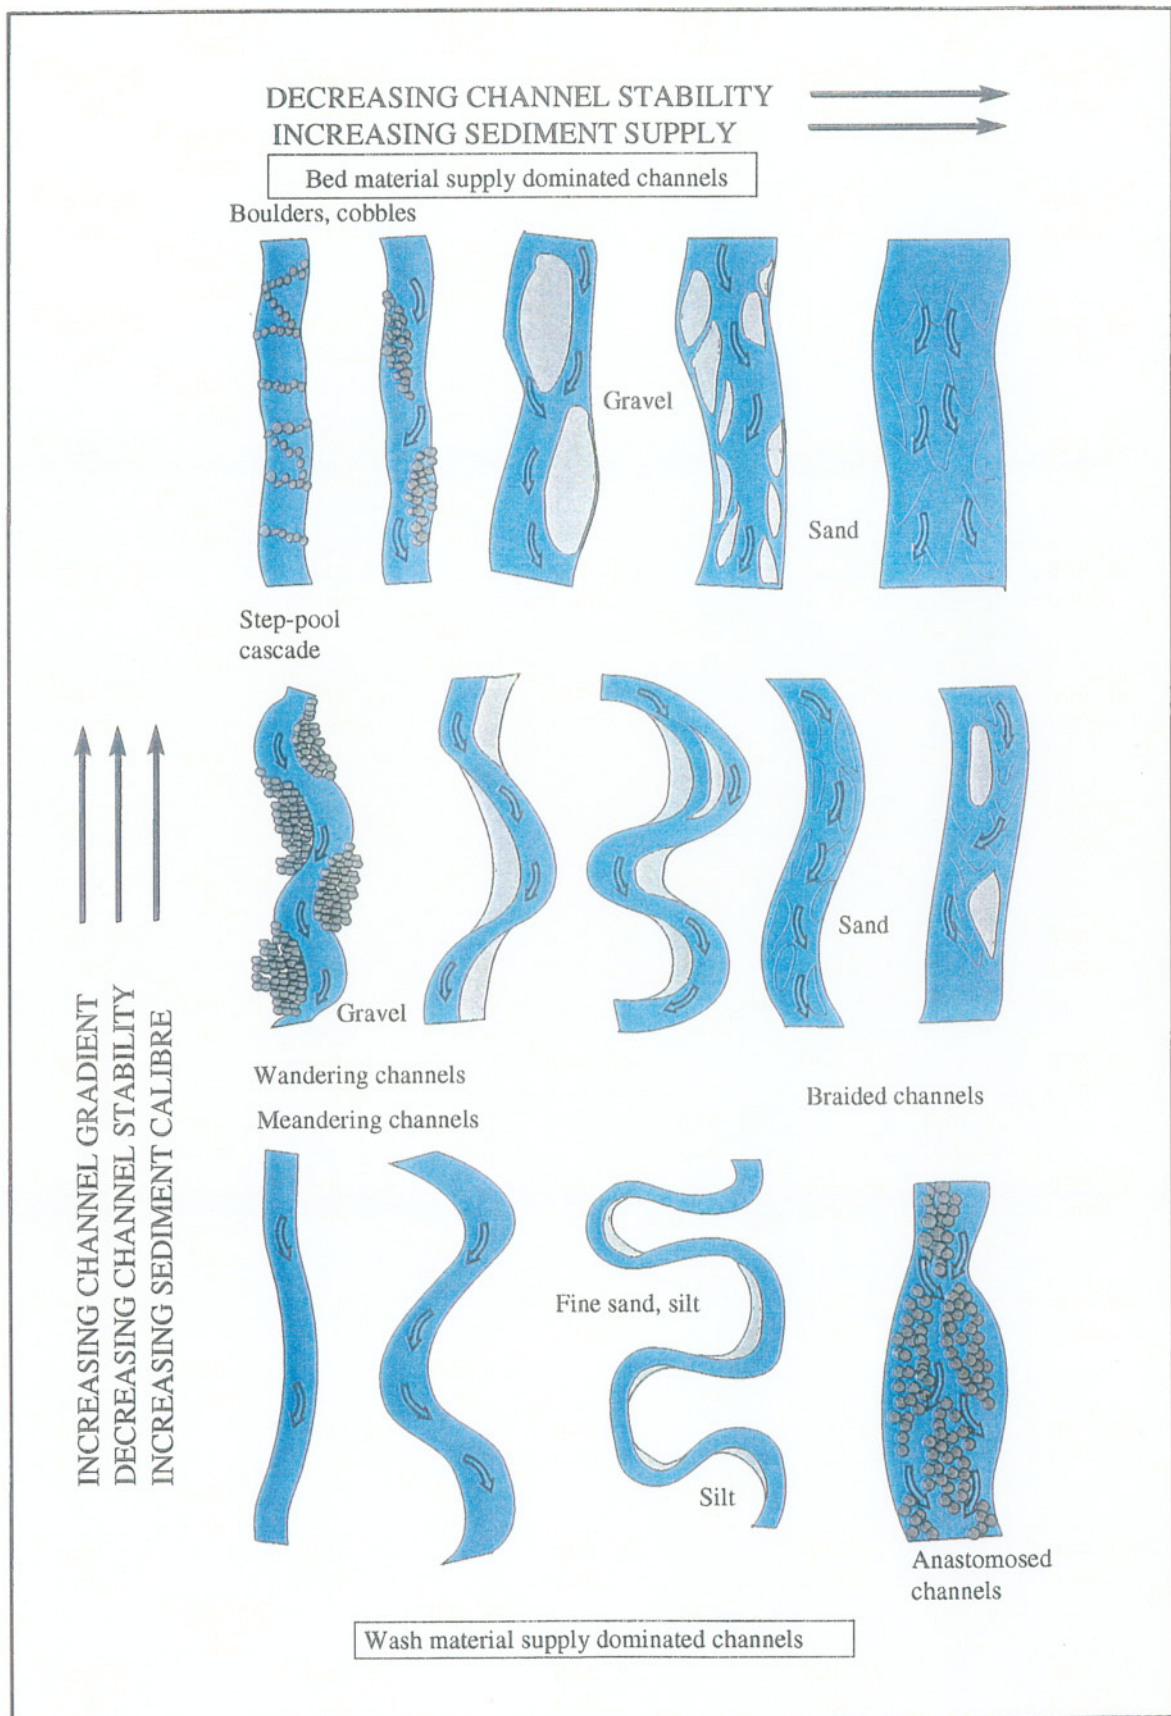 DECREASING CHANNEL STABILITY
INCREASING SEDIMENT SUPPLY
Bed material supply dominated channels
Boulders, cobbles
Gravel
Sand
Step-pool
cascade
Sand
Gravel
Wandering channels
Braided channels
Meandering channels
INCREASING CHANNEL GRADIENT
DECREASING CHANNEL STABILITY
INCREASING SEDIMENT CALIBRE
Fine sand, silt
Silt
Anastomosed
channels
Wash material supply dominated channels